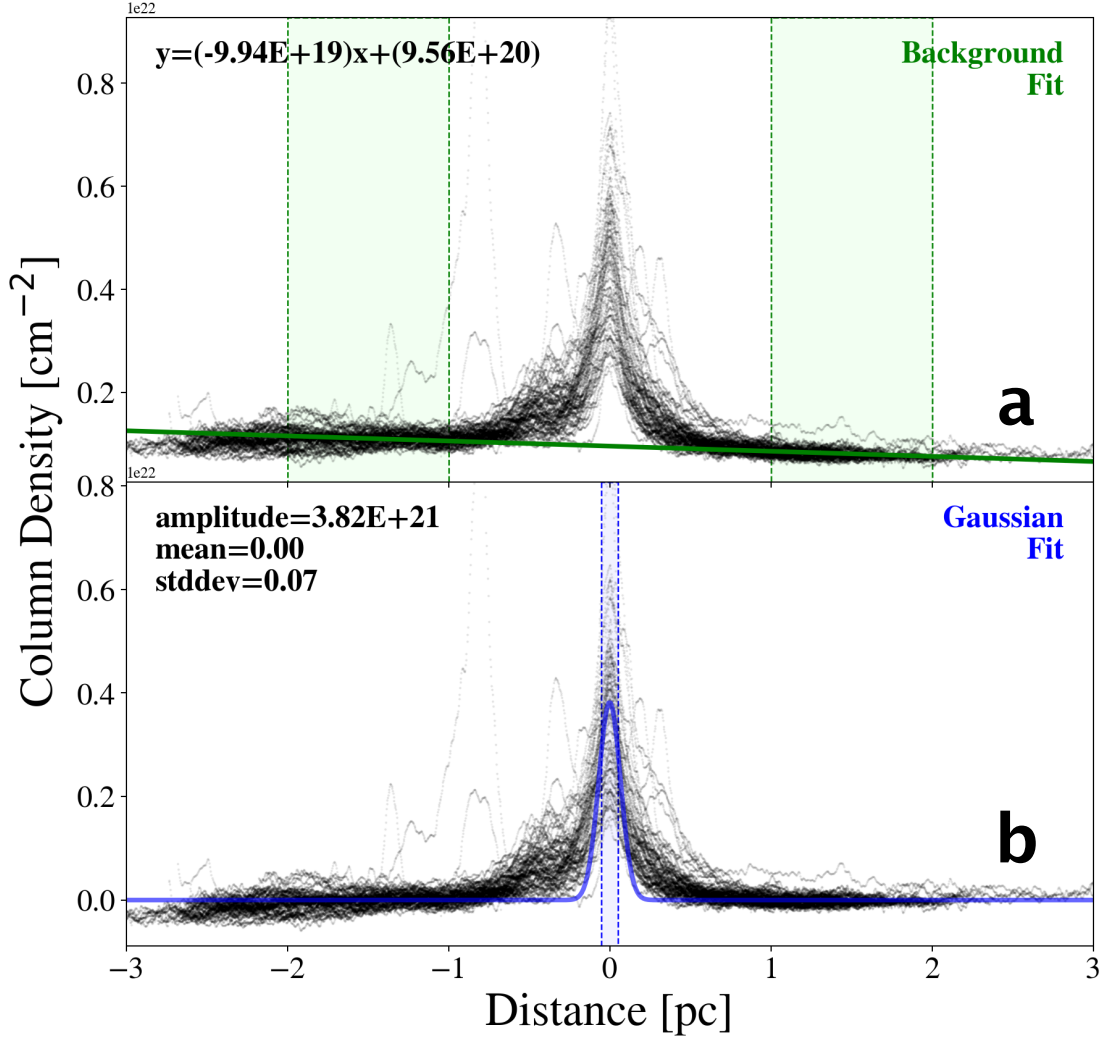 1e22
y=(-9.94E+19)x+(9.56E+20)
Background
Fit
0.8
0.6
0.4
0.2
a
Column Density [cm−2]
1e22
amplitude=3.82E+21
mean=0.00
stddev=0.07
Gaussian
Fit
0.8
0.6
0.4
0.2
0.0
b
−3 −2 −1 0 1 2 3
Distance [pc]